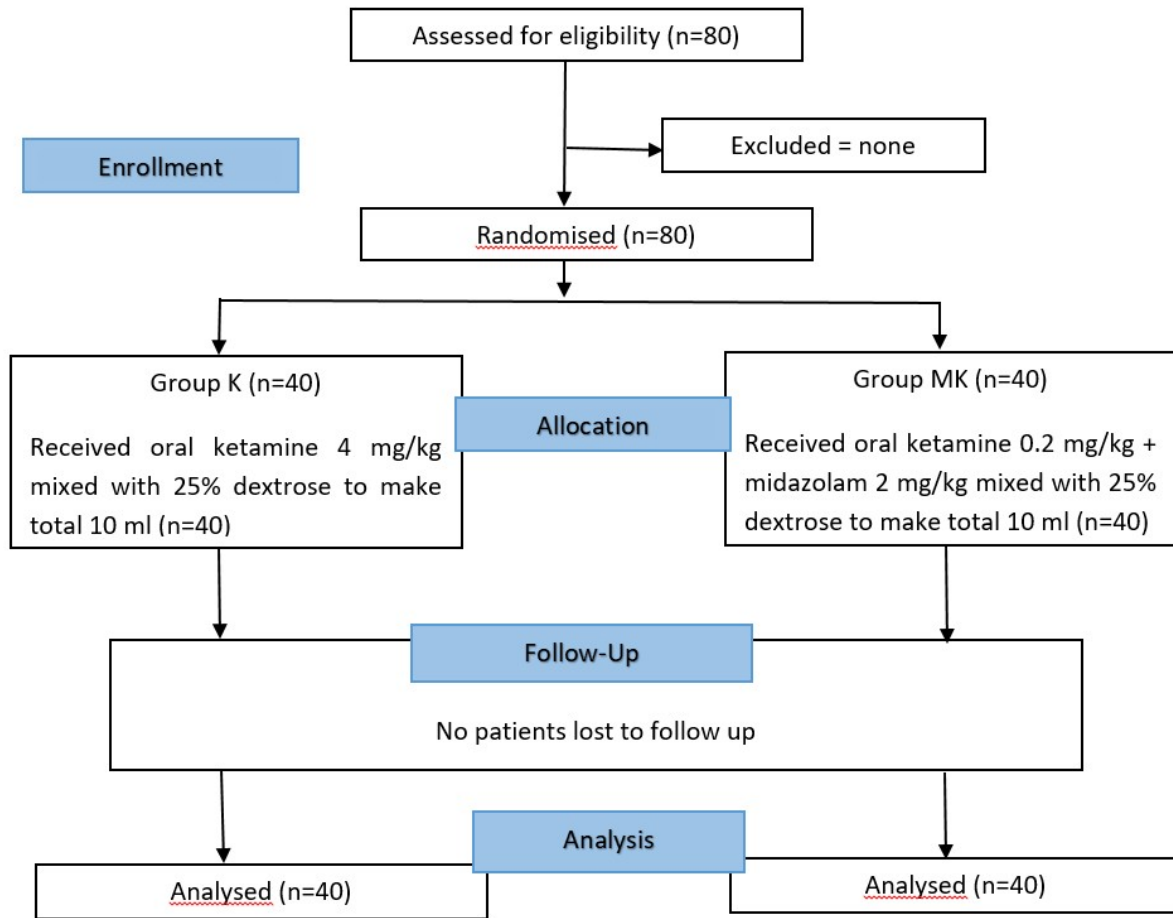 Assessed for eligibility (n=80)
Enrollment
Excluded = none
Randomised (n=80)
Group K (n=40)
Received oral ketamine 4 mg/kg
mixed with 25% dextrose to make
total 10 ml (n=40)
Allocation
Group MK (n=40)
Received oral ketamine 0.2 mg/kg +
midazolam 2 mg/kg mixed with 25%
dextrose to make total 10 ml (n=40)
Follow-Up
No patients lost to follow up
Analysis
Analysed (n=40)
Analysed (n=40)